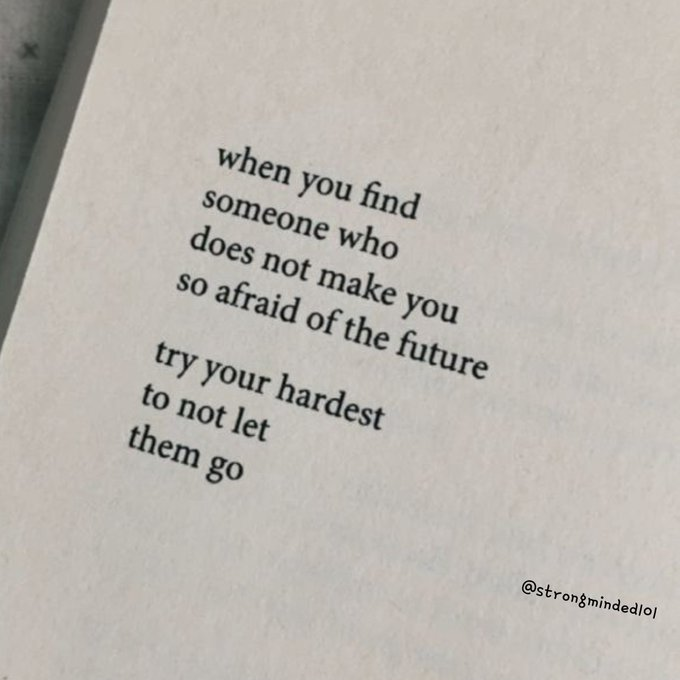 when you find
someone who
does not make you
so afraid of the future
try your hardest
to not let
them go
@strongminded101